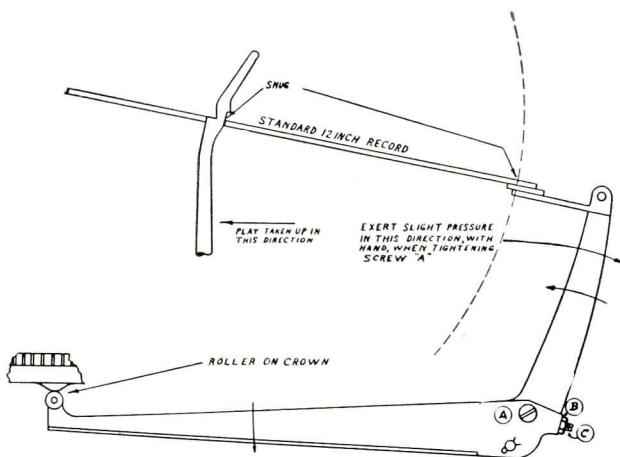 SNUG
STANDARD 12 INCH RECORD
PLAY TAKEN UP IN
THIS DIRECTION
EXERT SLIGHT PRESSURE
IN THIS DIRECTION, WITH
HAND, WHEN TIGHTENING
SCREW "A"
ROLLER ON CROWN
A
B
C